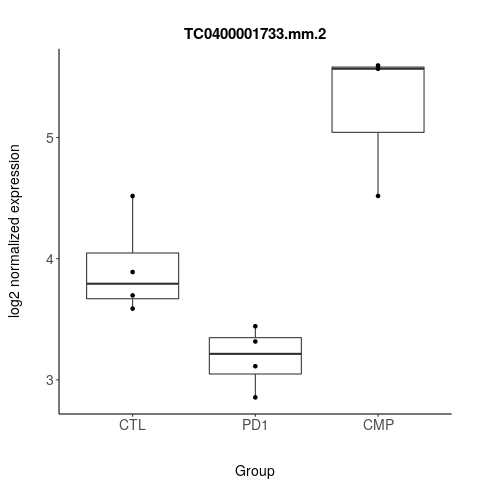 TC0400001733.mm.2
log2 normalized expression
5
4
3
CTL
PD1
CMP
Group